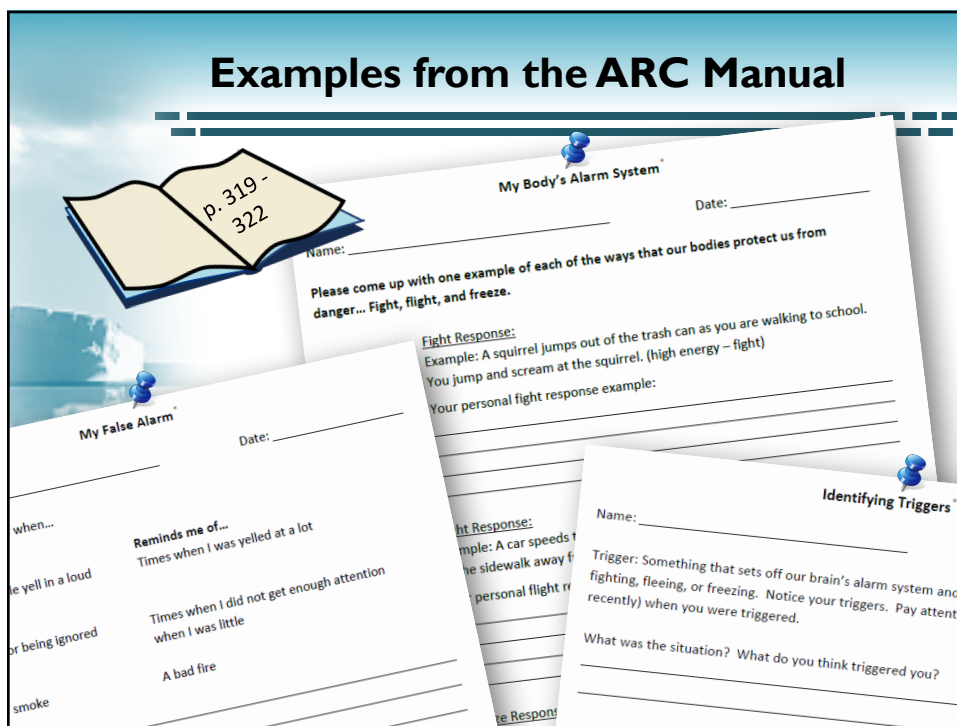 Examples from the ARC Manual
p. 319 -
322
My Body's Alarm System*
Name:
Date:
Please come up with one example of each of the ways that our bodies protect us from
danger... Fight, flight, and freeze.
Fight Response:
Example: A squirrel jumps out of the trash can as you are walking to school.
You jump and scream at the squirrel. (high energy – fight)
Your personal fight response example:
ht Response:
mple: A car speeds
he sidewalk away
personal flight
Respons
My False Alarm*
Date:
when...
Reminds me of...
Times when I was yelled at a lot
le yell in a loud
Times when I did not get enough attention
when I was little
or being ignored
A bad fire
smoke
Identifying Triggers*
Name:
Trigger: Something that sets off our brain's alarm system and
fighting, fleeing, or freezing. Notice your triggers. Pay attent
recently) when you were triggered.
What was the situation? What do you think triggered you?